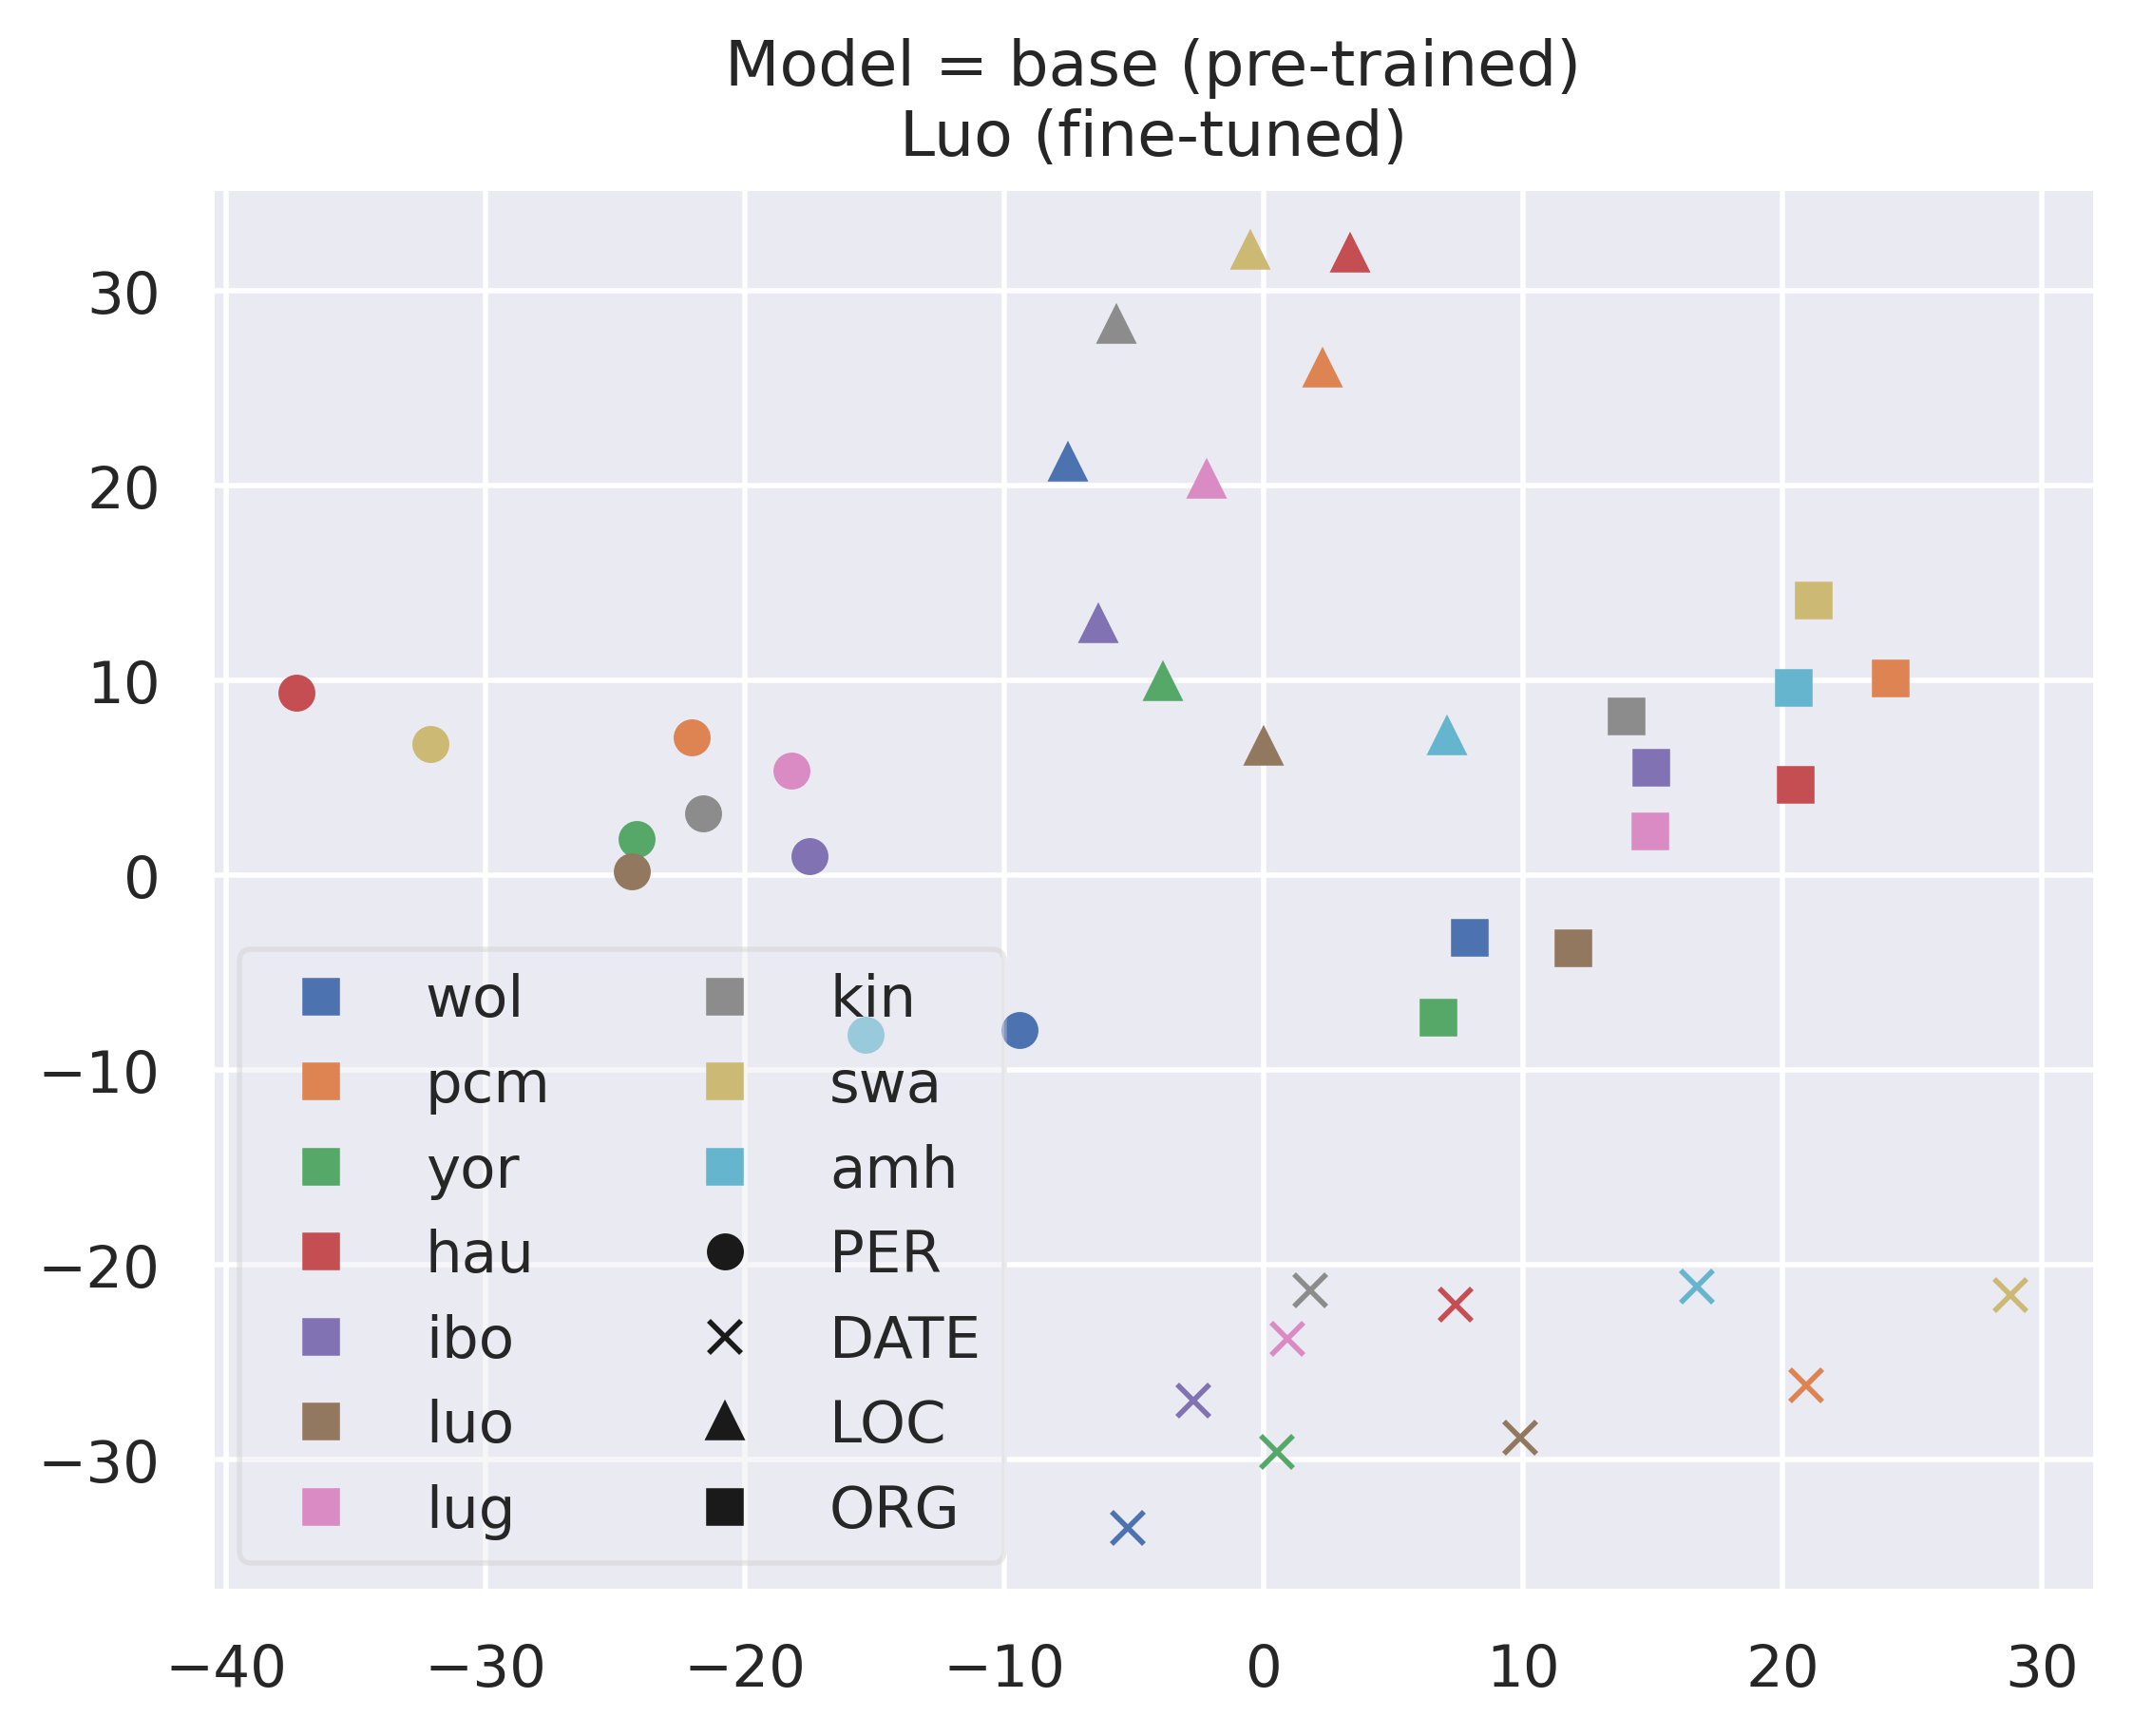 Model = base (pre-trained)
Luo (fine-tuned)
30
20
10
0
−10
−20
−30
wol
pcm
yor
hau
ibo
luo
lug
kin
swa
amh
PER
DATE
LOC
ORG
−40 −30 −20 −10 0 10 20 30